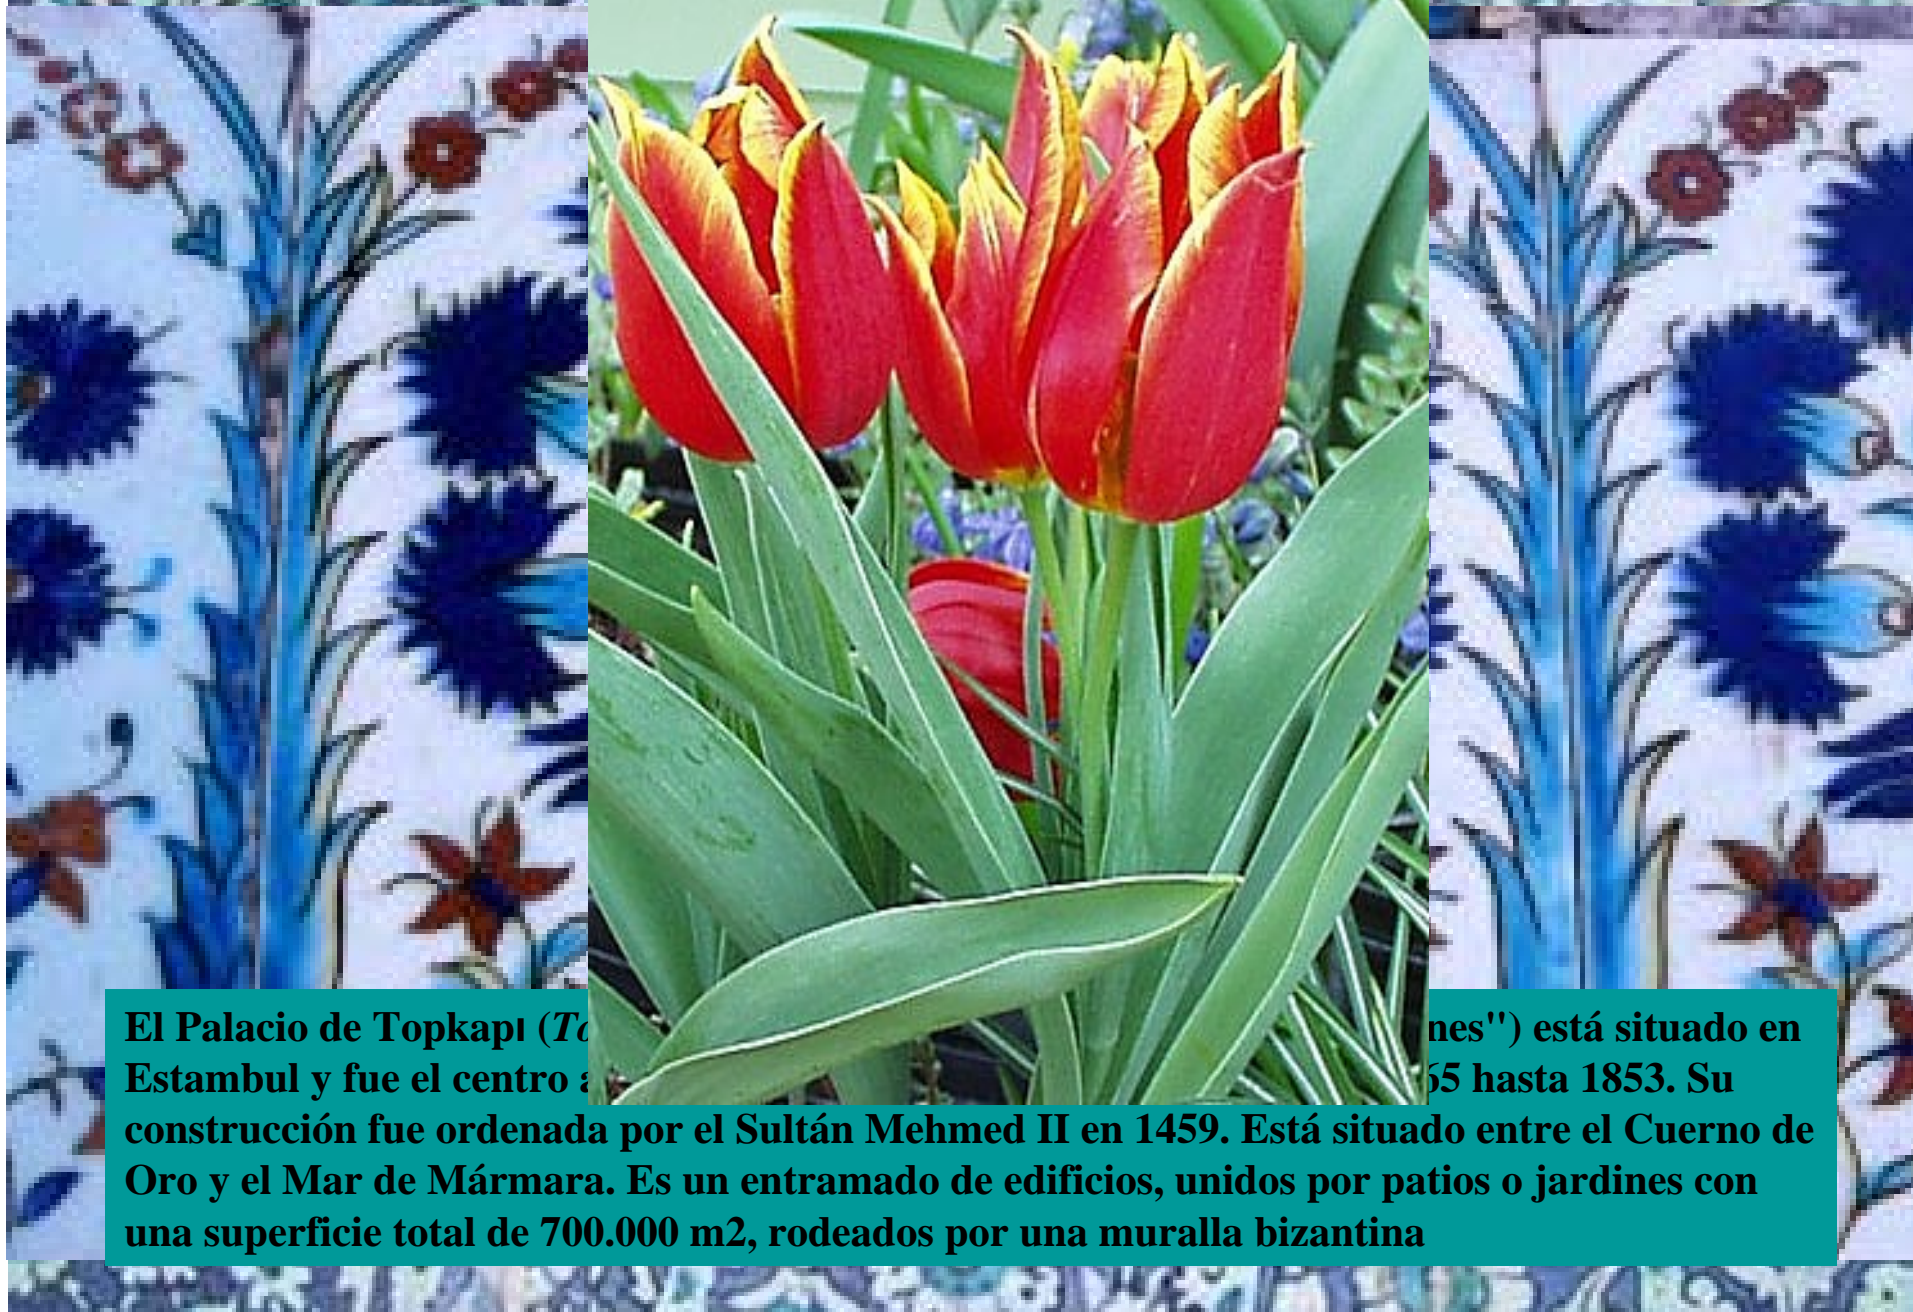 El Palacio de Topkapı ( está situado en
Estambul y fue el centro hasta 1853. Su
construcción fue ordenada por el Sultán Mehmed II en 1459. Está situado entre el Cuerno de
Oro y el Mar de Mármara. Es un entramado de edificios, unidos por patios o jardines con
una superficie total de 700.000 m2, rodeados por una muralla bizantina